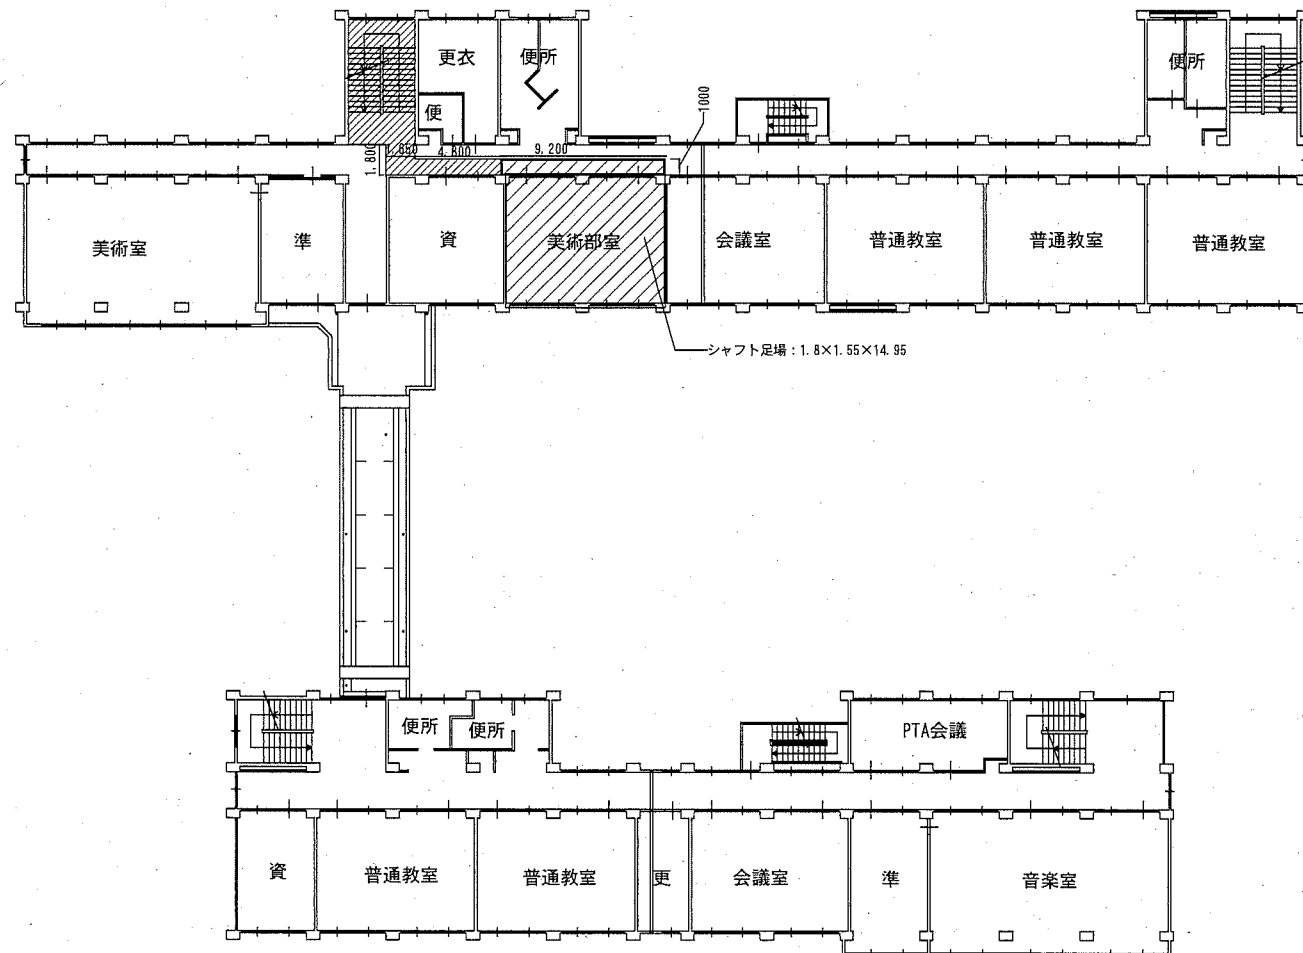 更衣
便所
便所
便
1000
1,800
1,650
4,800
9,200
美術室
準
資
美術部室
会議室
普通教室
普通教室
普通教室
シャフト足場：1.8×1.55×14.95
便所
便所
PTA会議
資
普通教室
普通教室
更
会議室
準
音楽室